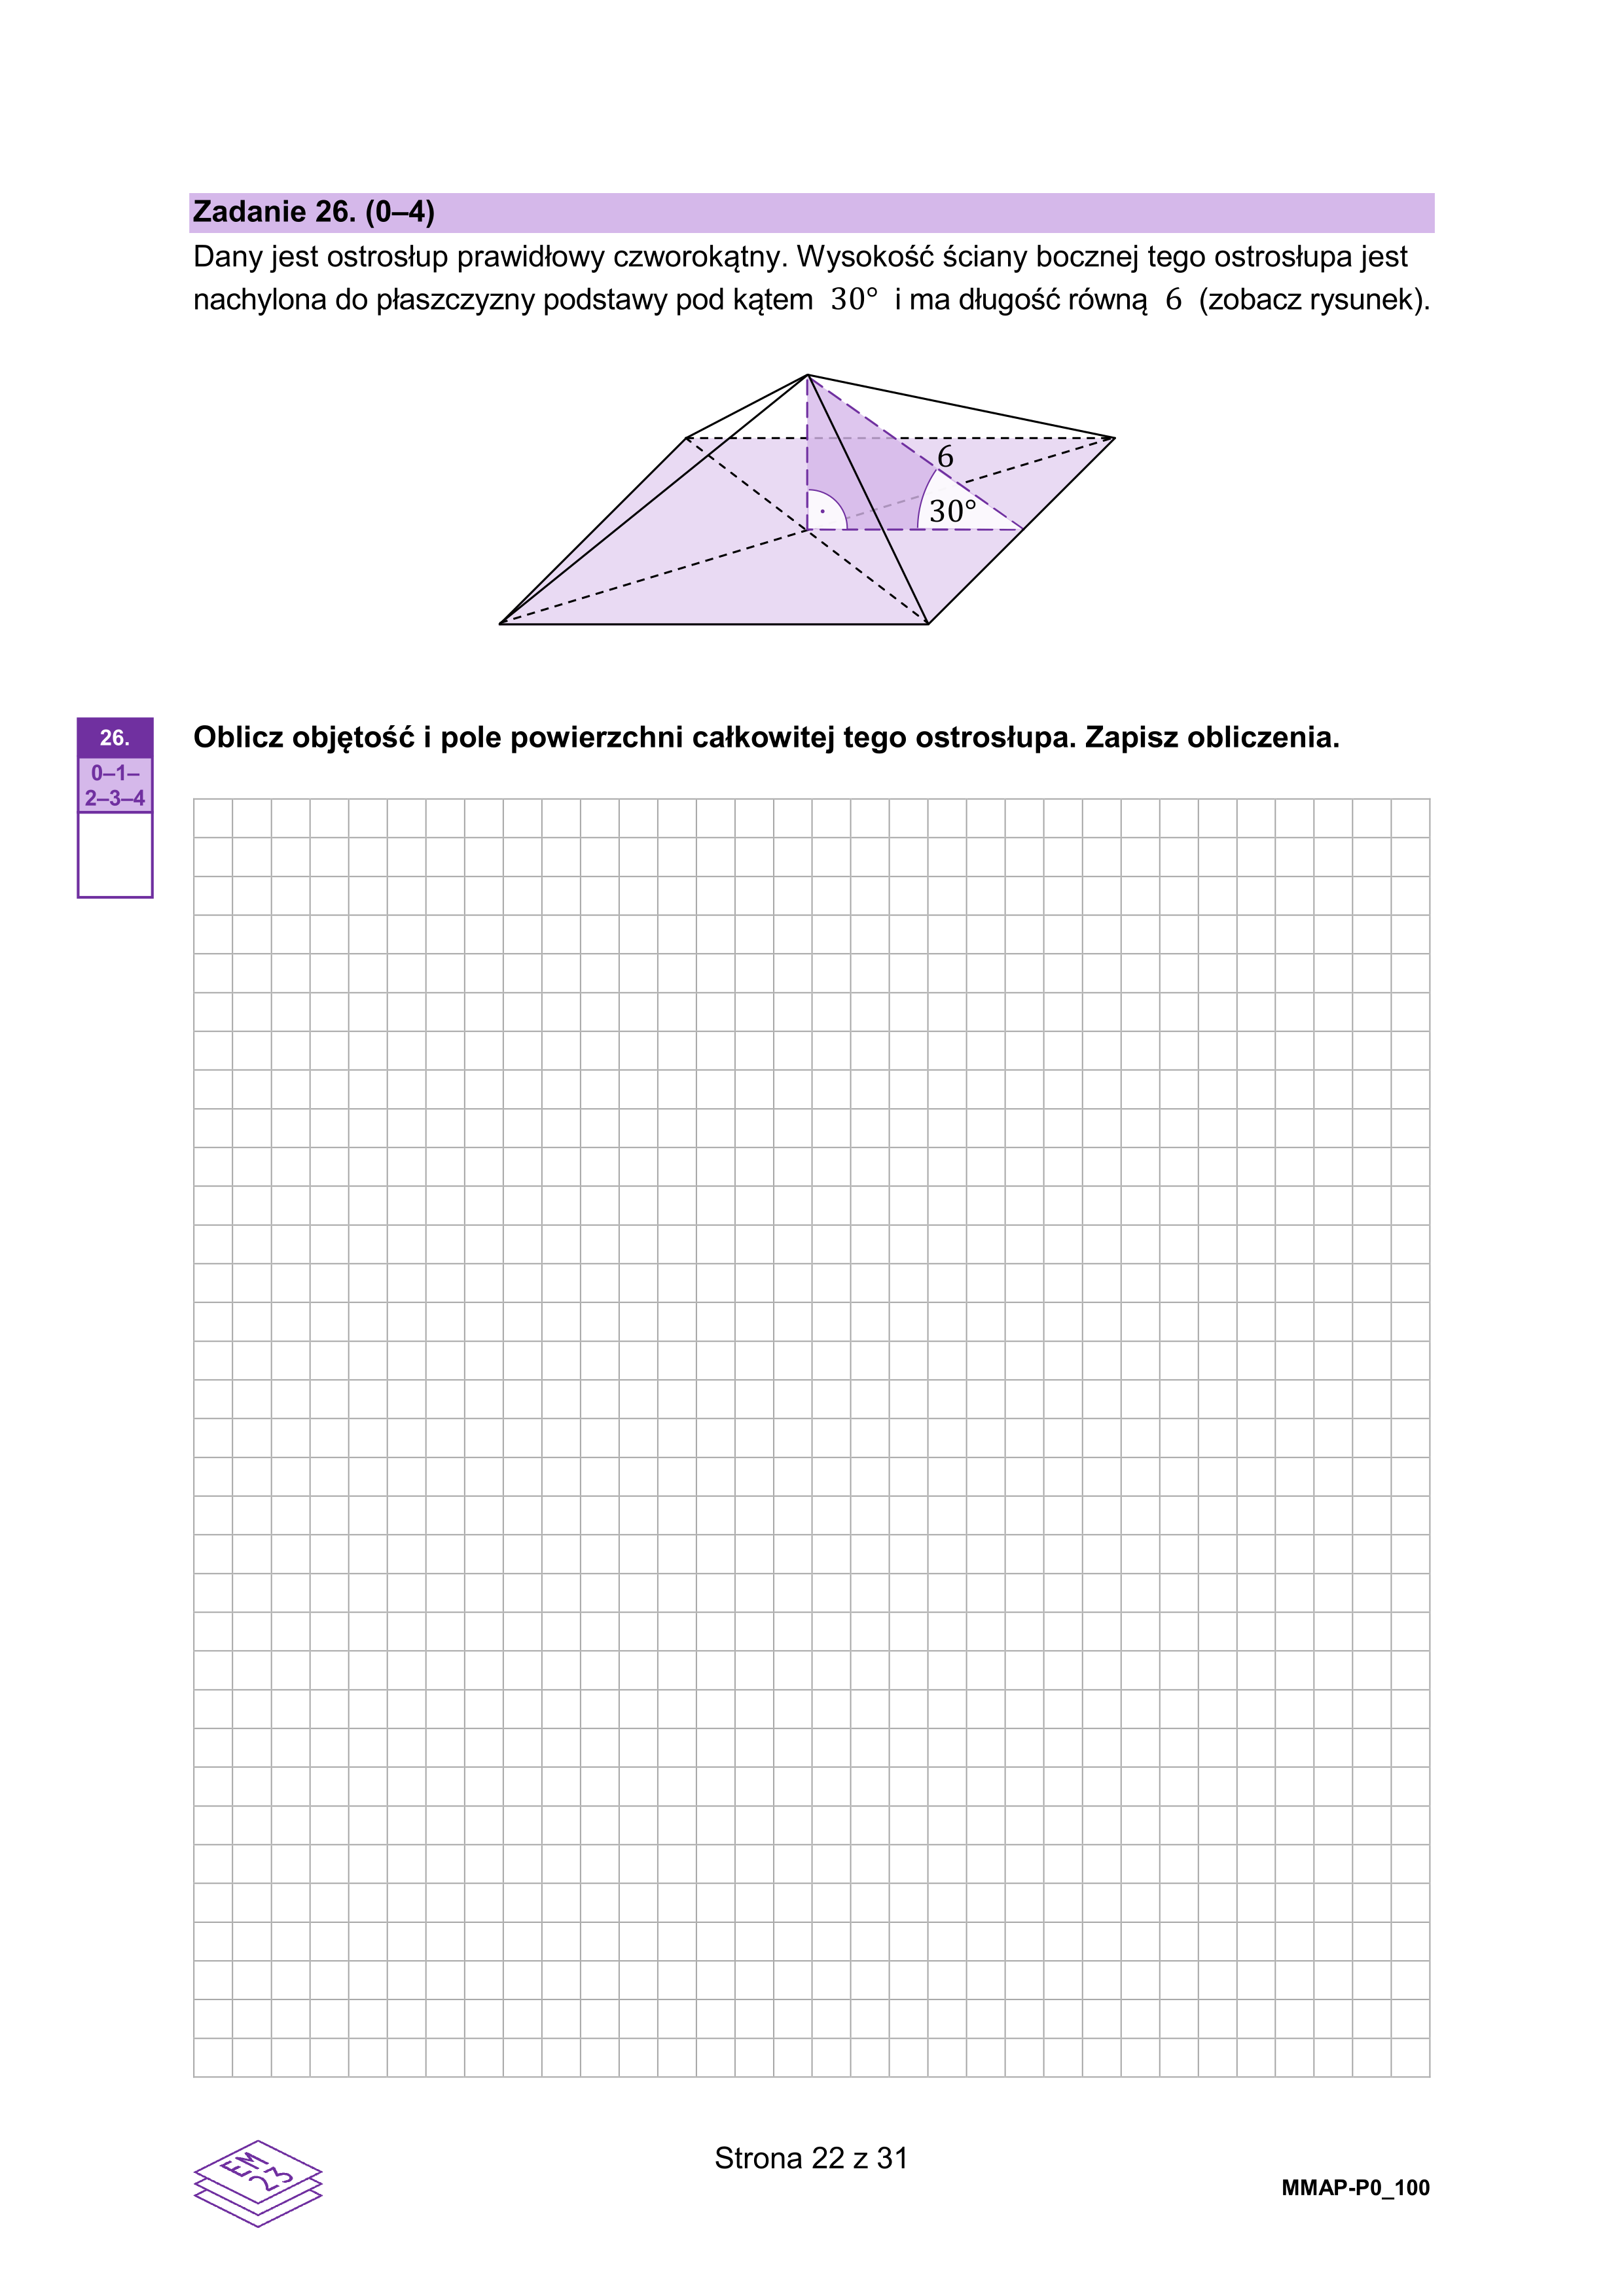 Zadanie 26. (0–4)
Dany jest ostrosłup prawidłowy czworokątny. Wysokość ściany bocznej tego ostrosłupa jest
nachylona do płaszczyzny podstawy pod kątem 30° i ma długość równą 6 (zobacz rysunek).
6
30°
26.
0–1–
2–3–4
Oblicz objętość i pole powierzchni całkowitej tego ostrosłupa. Zapisz obliczenia.
EM
23
Strona 22 z 31
MMAP-P0_100